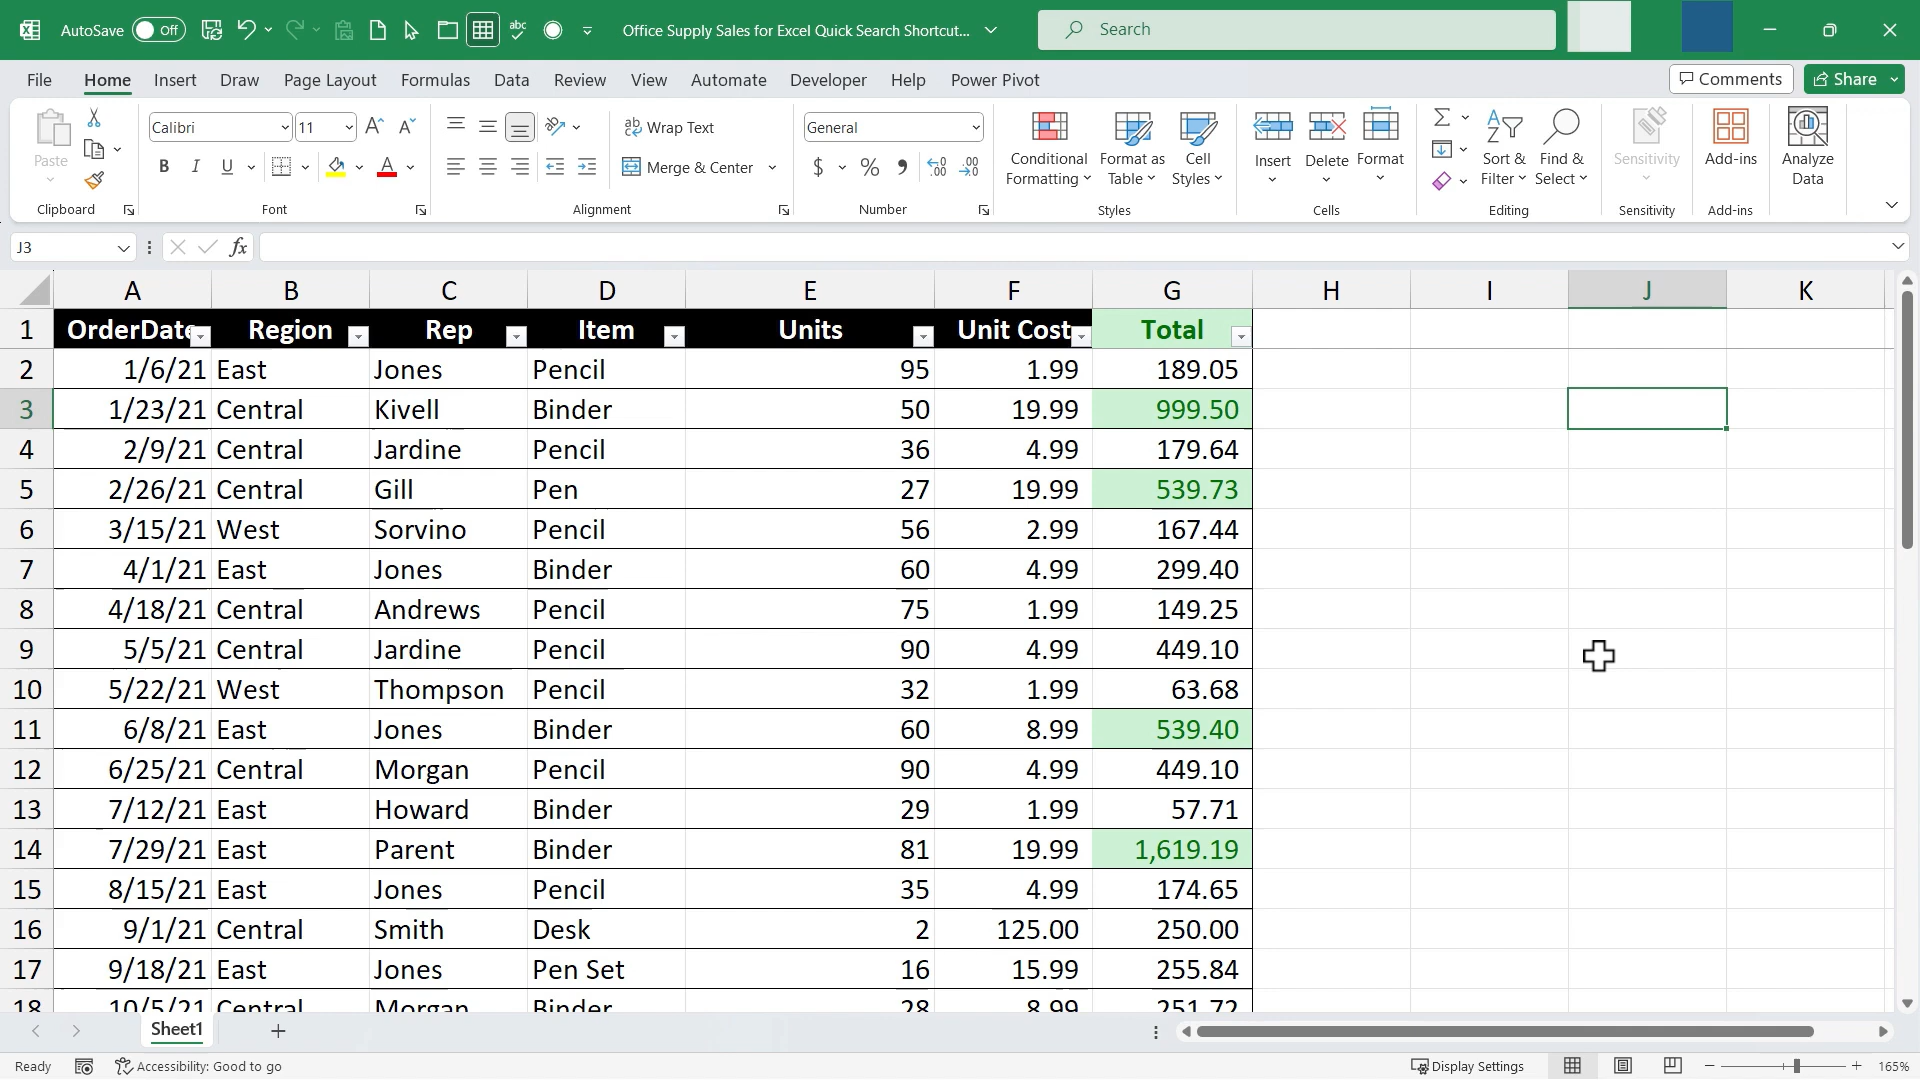 AutoSave Off Office Supply Sales for Excel Quick Search Shortcut... Search
File Home Insert Draw Page Layout Formulas Data Review View Automate Developer Help Power Pivot Comments Share
Paste Calibri 11 Wrap Text General Conditional Formatting Format as Table Cell Styles Insert Delete Format Sort & Filter Find & Select Sensitivity Add-ins Analyze Data
B I U A Merge & Center $ % 9
Clipboard Font Alignment Number Styles Cells Editing Sensitivity Add-ins
J3 fx
A B C D E F G H I J K
1 OrderDate Region Rep Item Units Unit Cost Total
2 1/6/21 East Jones Pencil 95 1.99 189.05
3 1/23/21 Central Kivell Binder 50 19.99 999.50
4 2/9/21 Central Jardine Pencil 36 4.99 179.64
5 2/26/21 Central Gill Pen 27 19.99 539.73
6 3/15/21 West Sorvino Pencil 56 2.99 167.44
7 4/1/21 East Jones Binder 60 4.99 299.40
8 4/18/21 Central Andrews Pencil 75 1.99 149.25
9 5/5/21 Central Jardine Pencil 90 4.99 449.10
10 5/22/21 West Thompson Pencil 32 1.99 63.68
11 6/8/21 East Jones Binder 60 8.99 539.40
12 6/25/21 Central Morgan Pencil 90 4.99 449.10
13 7/12/21 East Howard Binder 29 1.99 57.71
14 7/29/21 East Parent Binder 81 19.99 1,619.19
15 8/15/21 East Jones Pencil 35 4.99 174.65
16 9/1/21 Central Smith Desk 2 125.00 250.00
17 9/18/21 East Jones Pen Set 16 15.99 255.84
18 10/5/21 Central Morgan Binder 28 8.99 251.72
Sheet1
Ready Accessibility: Good to go Display Settings 165%